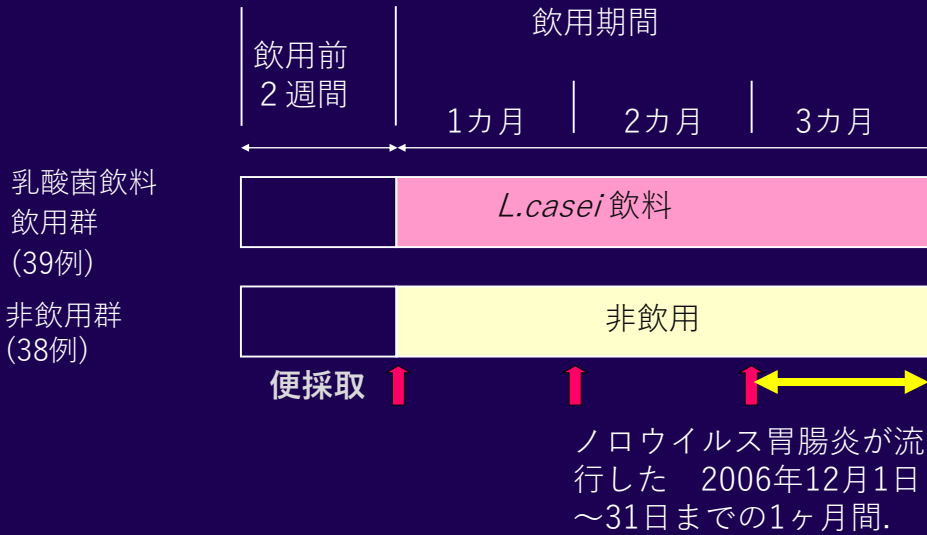 飲用期間
飲用前
２週間
1カ月
2カ月
3カ月
乳酸菌飲料
飲用群
(39例)
L.casei 飲料
非飲用群
(38例)
非飲用
便採取
ノロウイルス胃腸炎が流
行した　2006年12月1日
～31日までの1ヶ月間.